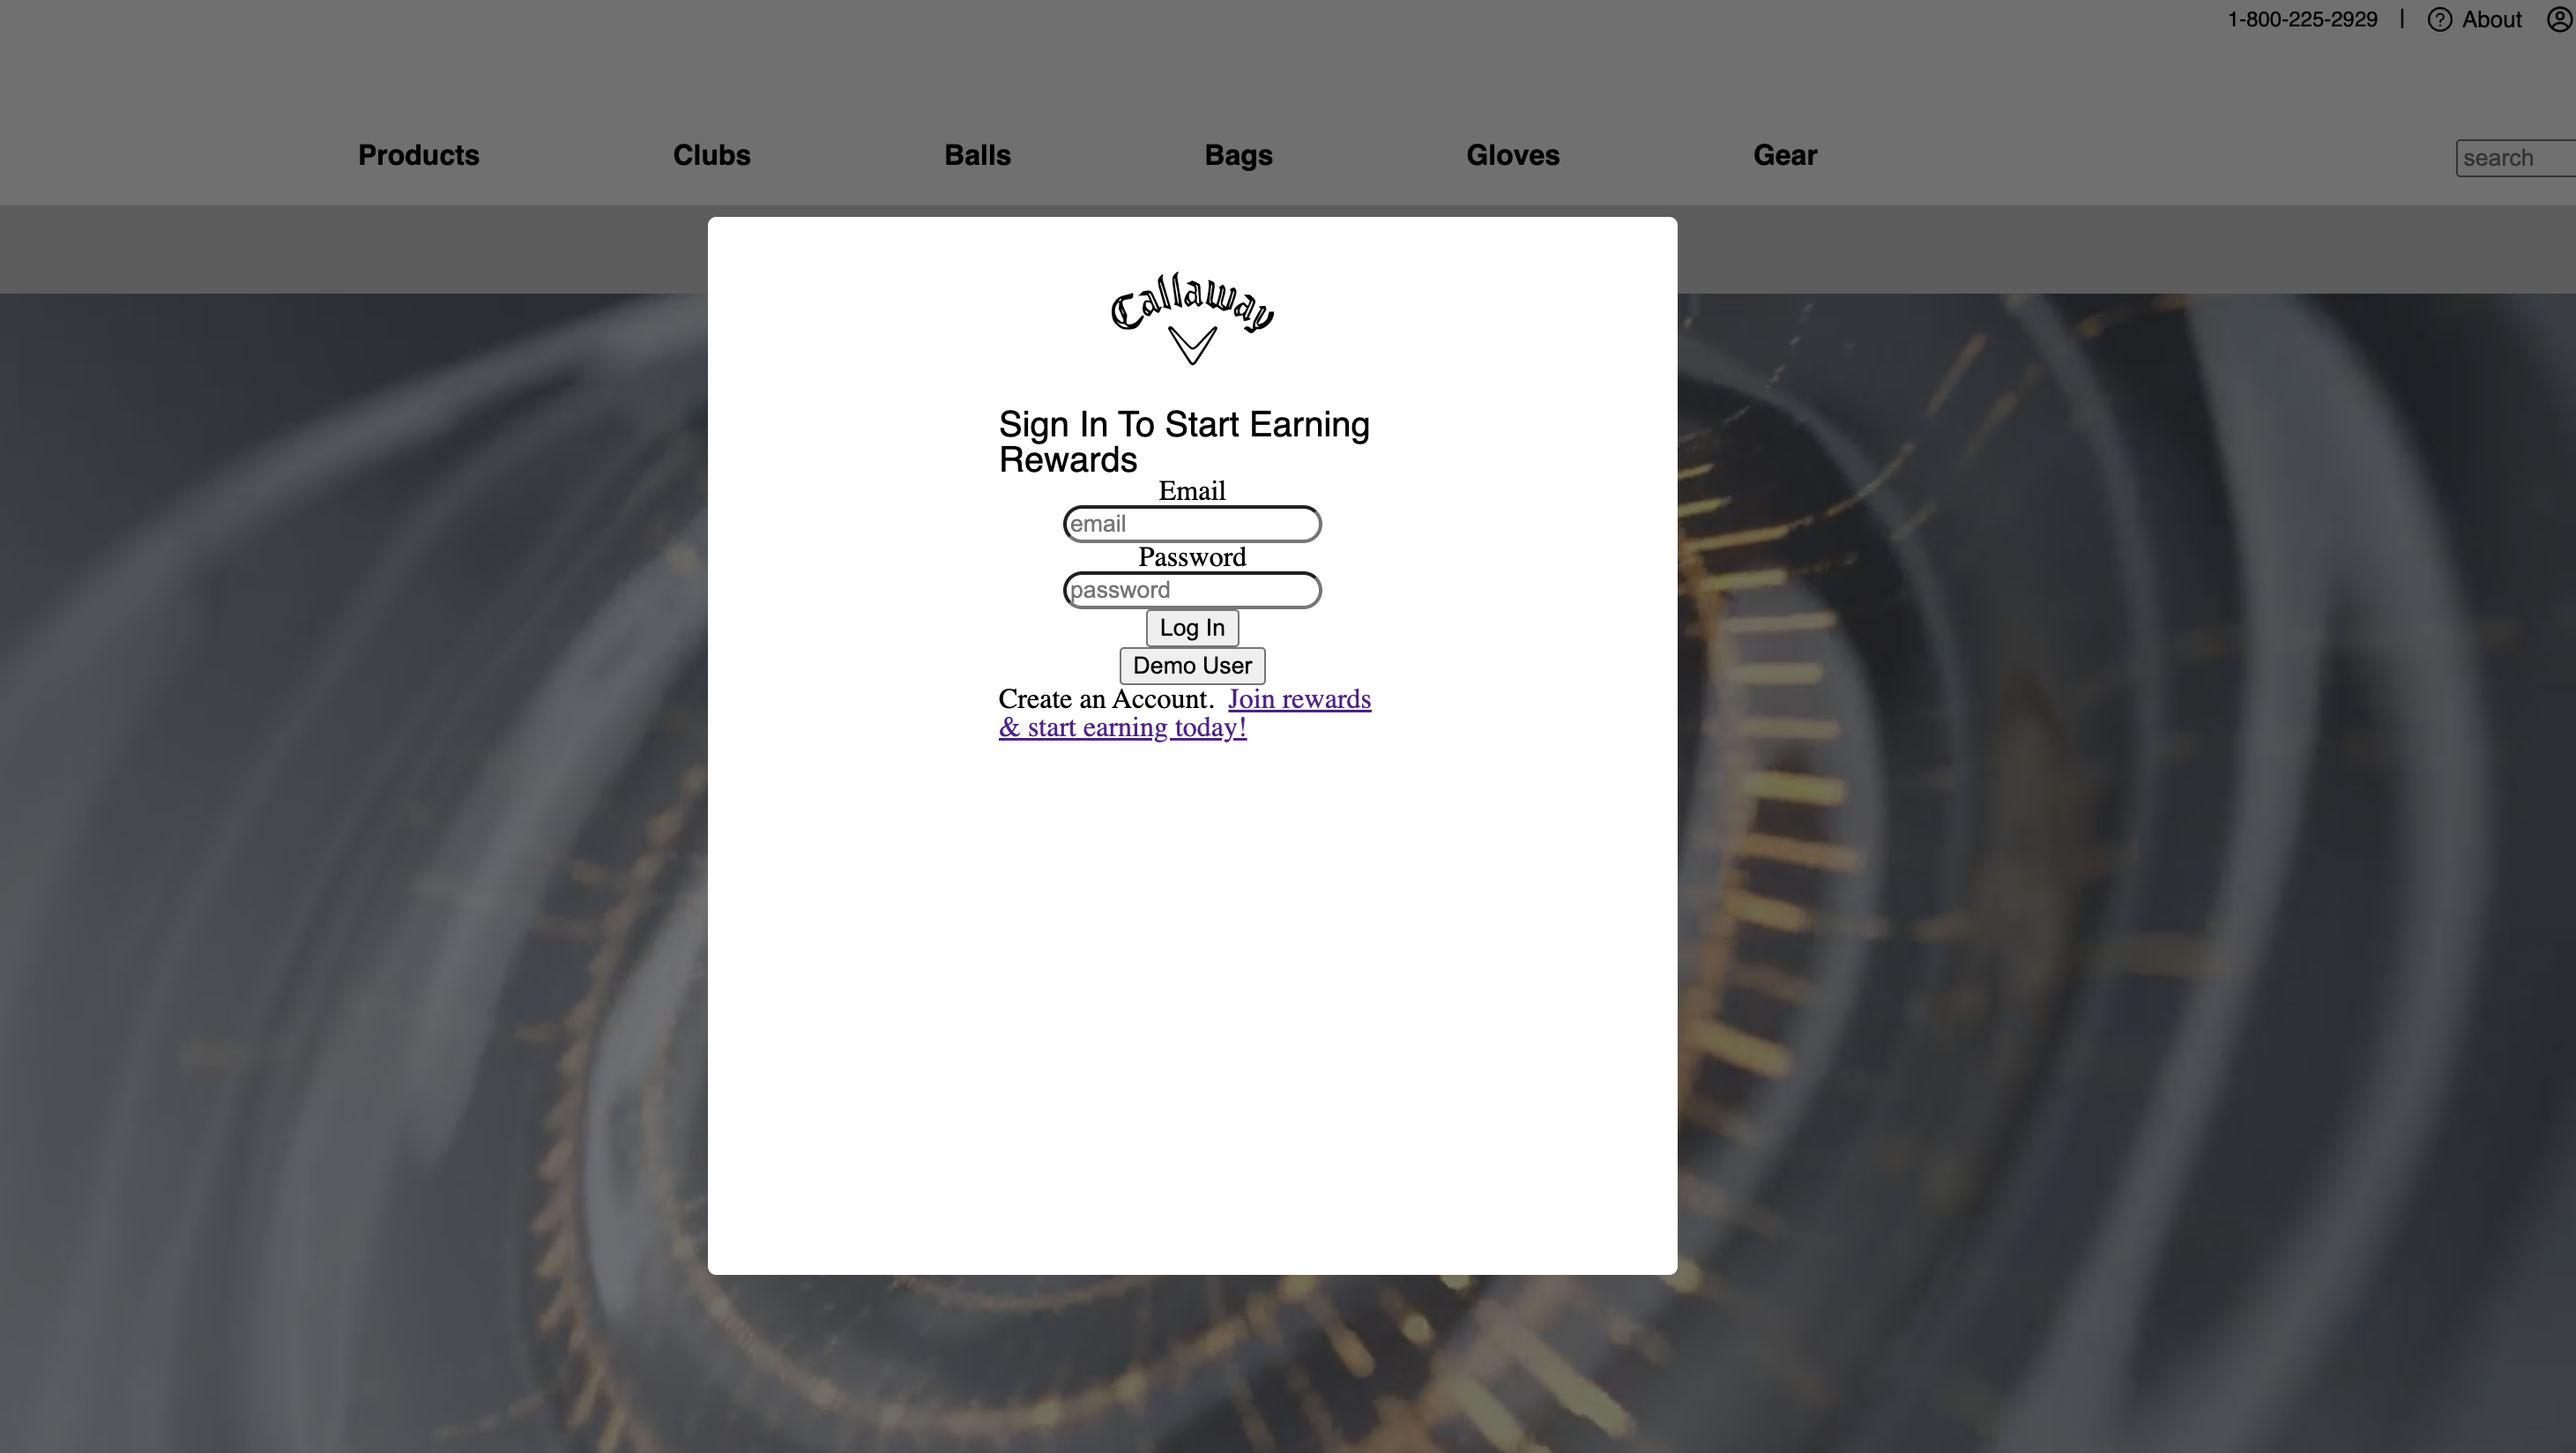 1-800-225-2929 | About
Products Clubs Balls Bags Gloves Gear search
Callaway
Sign In To Start Earning
Rewards
Email
email
Password
password
Log In
Demo User
Create an Account. Join rewards
& start earning today!